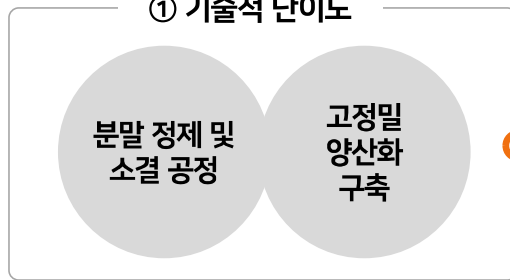 ① 기술적 난이도
분말 정제 및
소결 공정
고정밀
양산화
구축